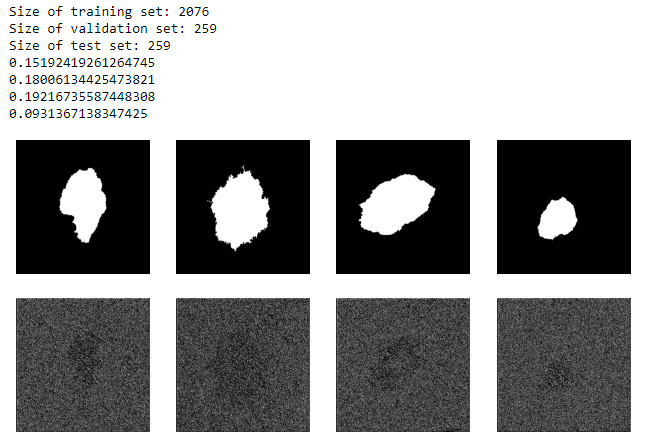 Size of training set: 2076
Size of validation set: 259
Size of test set: 259
0.15192419261264745
0.18006134425473821
0.19216735587448308
0.0931367138347425